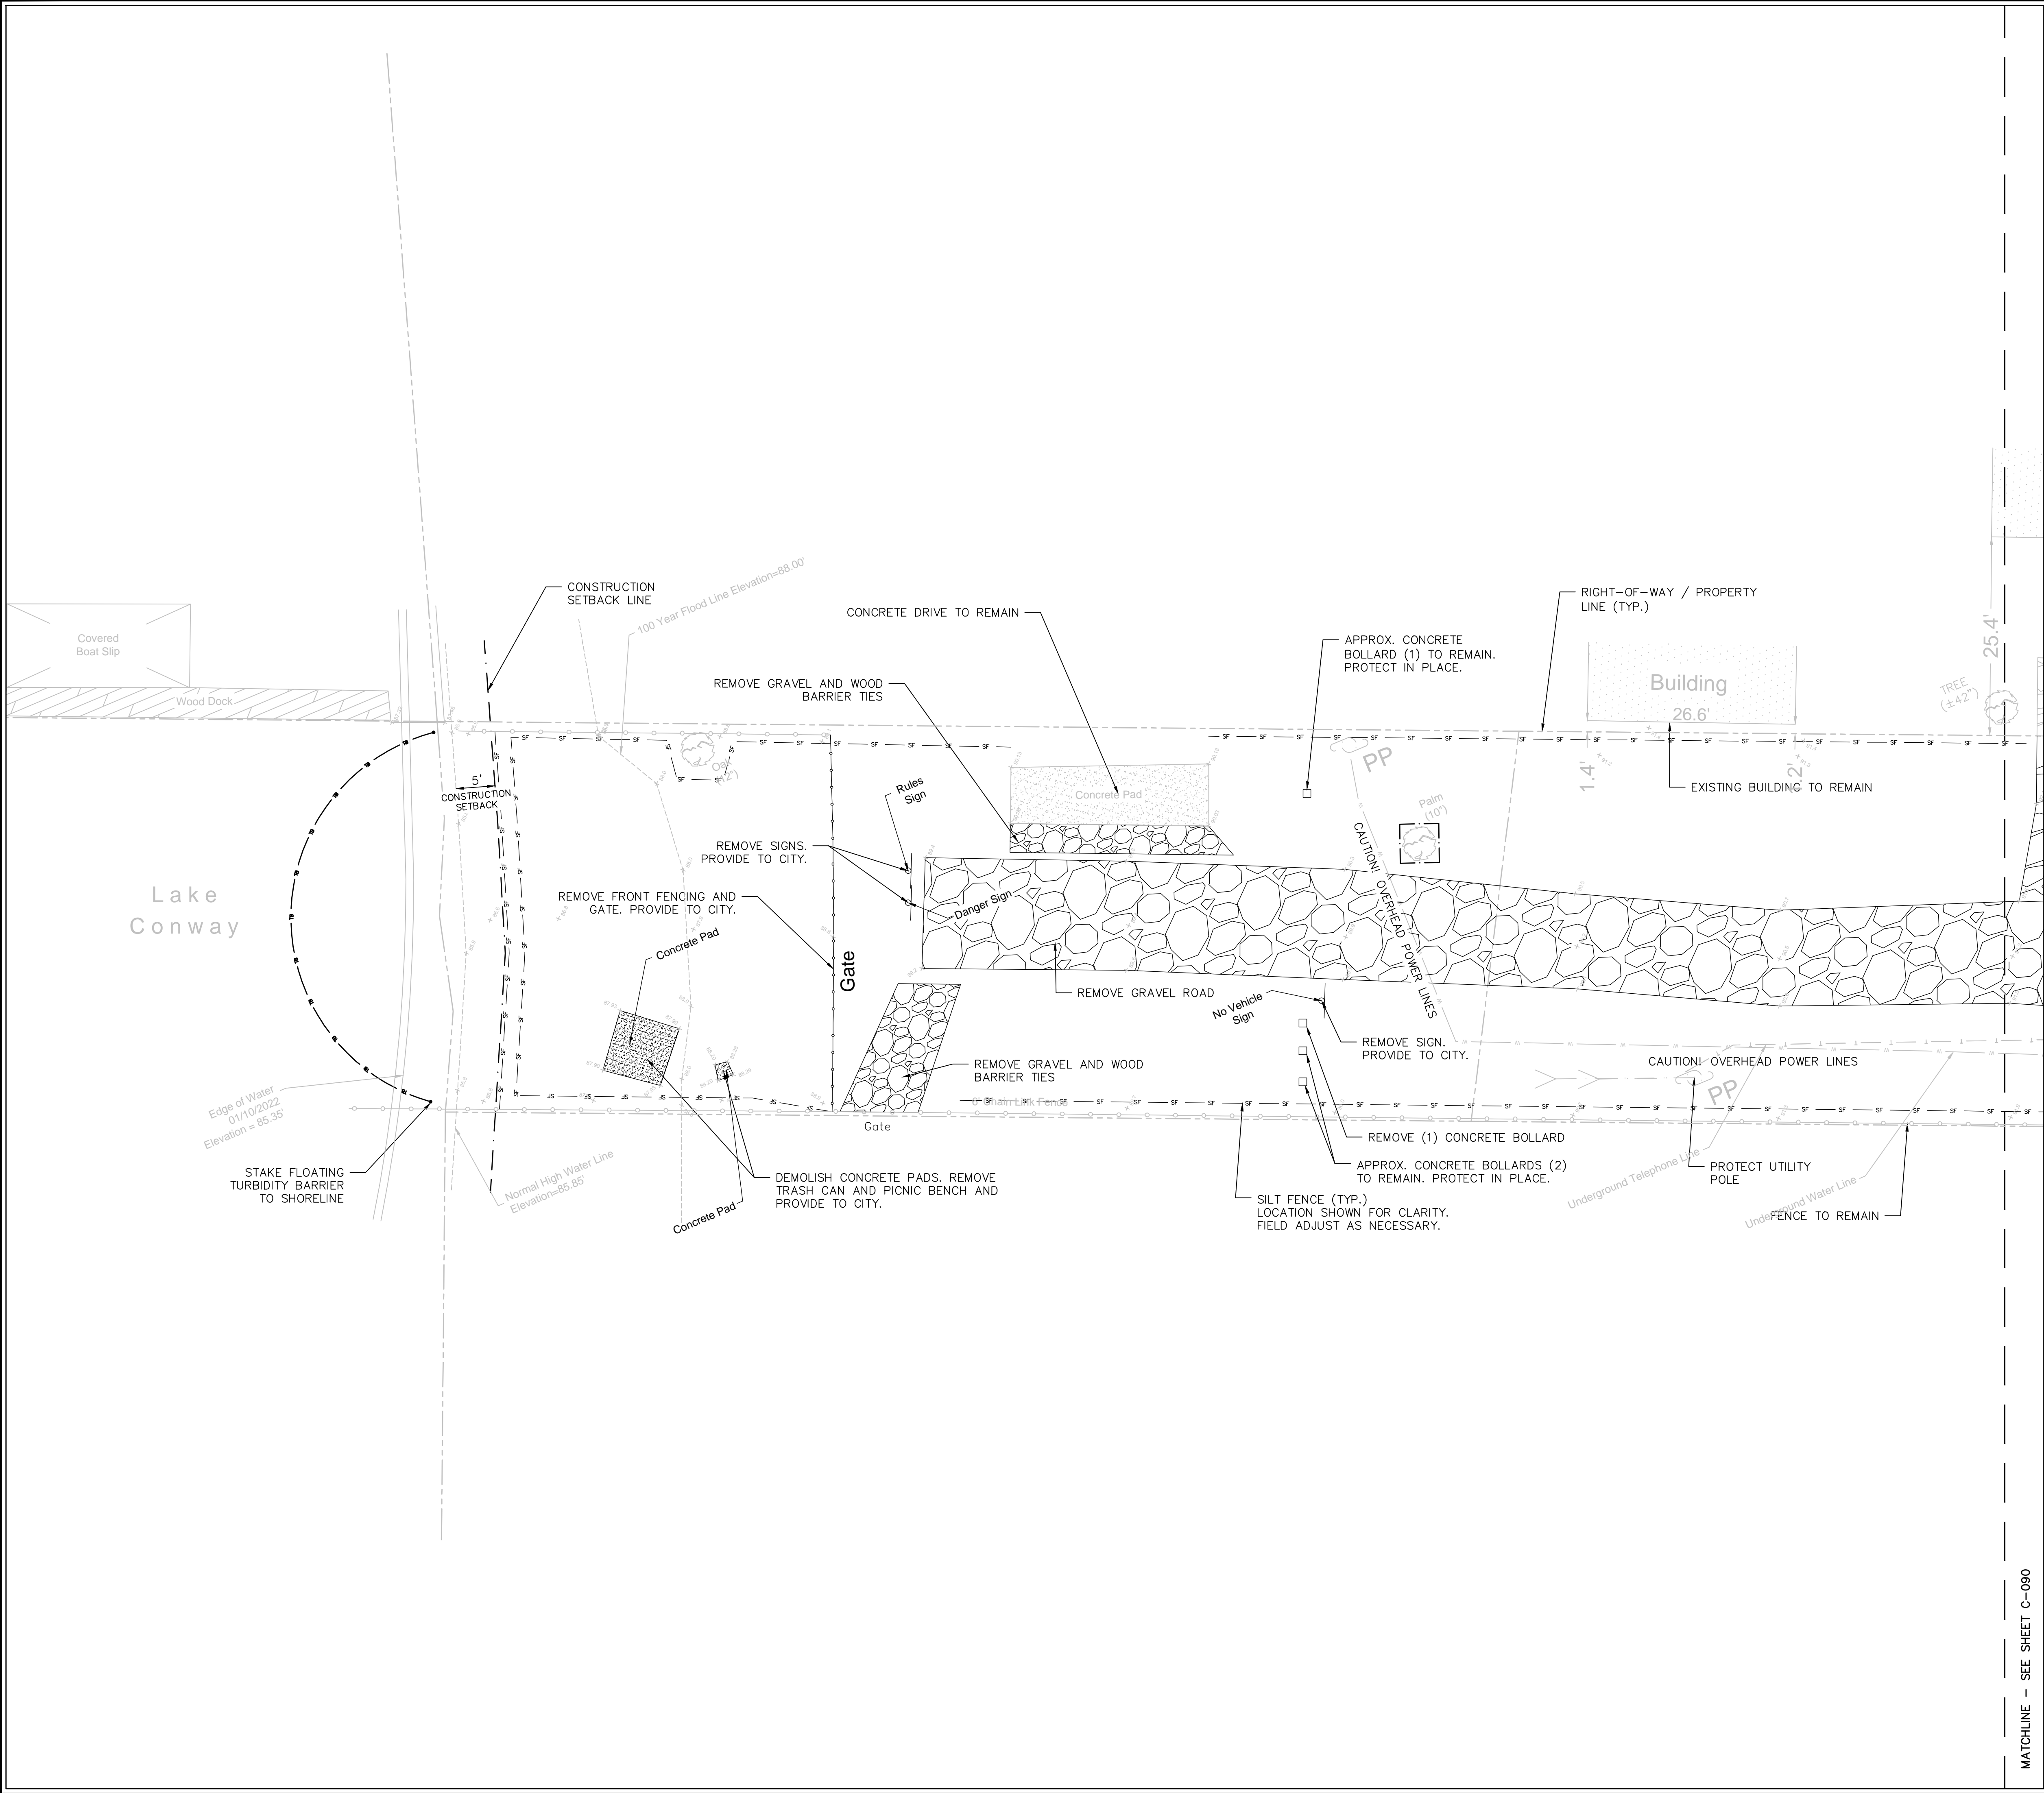 CONSTRUCTION
SETBACK LINE
100 Year Flood Line Elevation=88.00'
CONCRETE DRIVE TO REMAIN
RIGHT-OF-WAY / PROPERTY
LINE (TYP.)
APPROX. CONCRETE
BOLLARD (1) TO REMAIN.
PROTECT IN PLACE.
25.4'
Covered
Boat Slip
Wood Dock
REMOVE GRAVEL AND WOOD
BARRIER TIES
Building
26.6'
TREE
(±42")
Oak
PP
1.4'
EXISTING BUILDING TO REMAIN
5'
CONSTRUCTION
SETBACK
Rules
Sign
Concrete Pad
Palm
(10")
CAUTION! OVERHEAD POWER LINES
REMOVE SIGNS.
PROVIDE TO CITY.
Lake
Conway
REMOVE FRONT FENCING AND
GATE. PROVIDE TO CITY.
Danger Sign
Concrete Pad
Gate
REMOVE GRAVEL ROAD
No Vehicle
Sign
REMOVE SIGN.
PROVIDE TO CITY.
CAUTION! OVERHEAD POWER LINES
REMOVE GRAVEL AND WOOD
BARRIER TIES
PP
Edge of Water
01/10/2022
Elevation = 85.35'
6' Chain Link Fence
Gate
REMOVE (1) CONCRETE BOLLARD
STAKE FLOATING
TURBIDITY BARRIER
TO SHORELINE
Normal High Water Line
Elevation=85.85'
DEMOLISH CONCRETE PADS. REMOVE
TRASH CAN AND PICNIC BENCH AND
PROVIDE TO CITY.
Concrete Pad
APPROX. CONCRETE BOLLARDS (2)
TO REMAIN. PROTECT IN PLACE.
SILT FENCE (TYP.)
LOCATION SHOWN FOR CLARITY.
FIELD ADJUST AS NECESSARY.
Underground Telephone Line
PROTECT UTILITY
POLE
Underground Water Line
FENCE TO REMAIN
MATCHLINE - SEE SHEET C-090